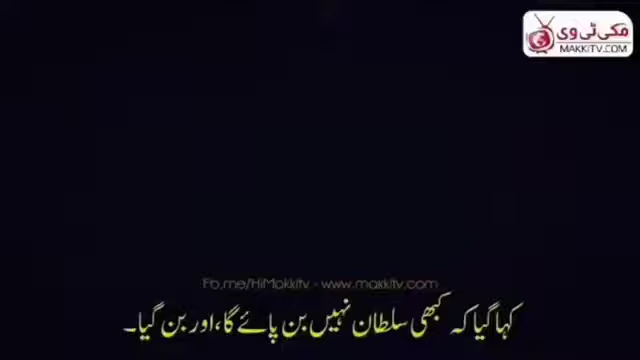 مکی ٹی وی
MAKKITV.COM
Fb.me/HiMakkitv - www.makkitv.com
کہا گیا کہ کبھی سلطان نہیں بن پائے گا، اور بن گیا۔